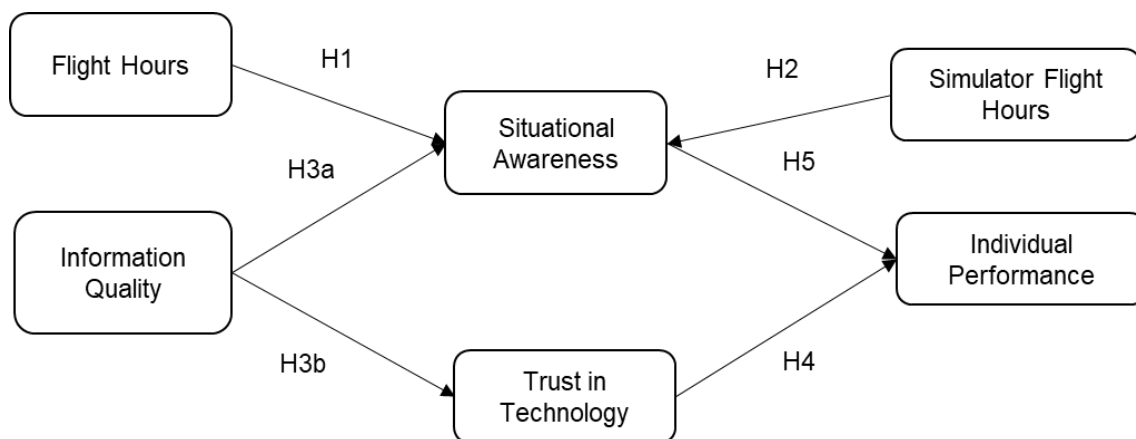 Flight Hours
H1
H2
Simulator Flight
Hours
Situational
Awareness
H3a
H5
Information
Quality
Individual
Performance
H3b
H4
Trust in
Technology